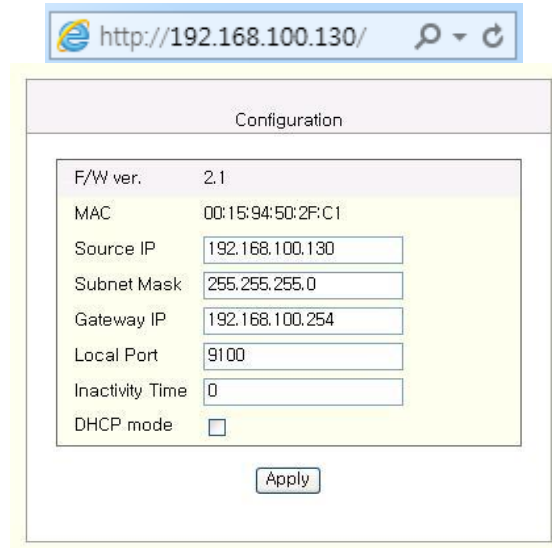 http://192.168.100.130/
Configuration
F/W ver. 2.1
MAC 00:15:94:50:2F:C1
Source IP 192.168.100.130
Subnet Mask 255.255.255.0
Gateway IP 192.168.100.254
Local Port 9100
Inactivity Time 0
DHCP mode
Apply